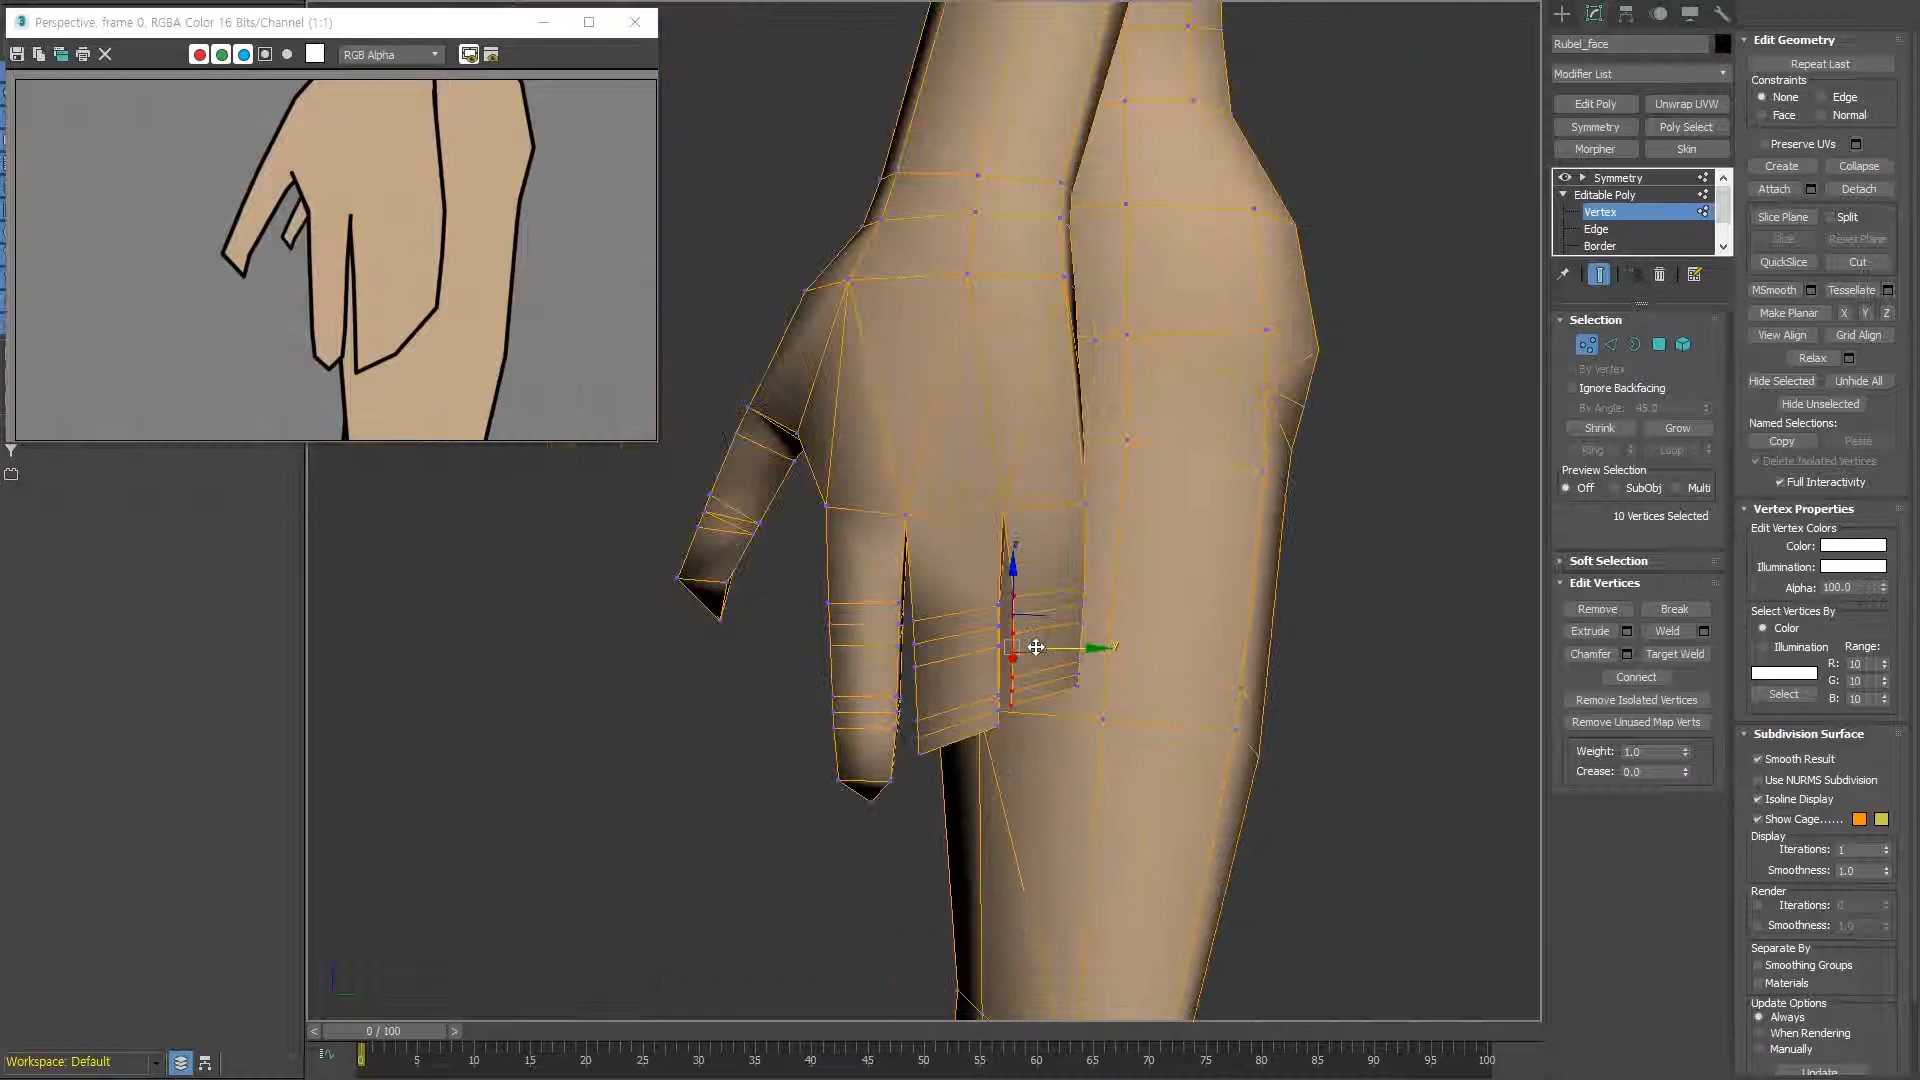 Perspective, frame 0, RGBA Color 16 Bits/Channel (1:1)
RGB Alpha
Rubel_face
Modifier List
Edit Poly
Unwrap UVW
Symmetry
Poly Select
Morpher
Skin
Symmetry
Editable Poly
Vertex
Edge
Border
Selection
By Vertex
Ignore Backfacing
By Angle: 45.0
Shrink
Grow
Ring
Loop
Preview Selection
Off
SubObj
Multi
10 Vertices Selected
Soft Selection
Edit Vertices
Remove
Break
Extrude
Weld
Chamfer
Target Weld
Connect
Remove Isolated Vertices
Remove Unused Map Verts
Weight: 1.0
Crease: 0.0
Edit Geometry
Repeat Last
Constraints
None
Edge
Face
Normal
Preserve UVs
Create
Collapse
Attach
Detach
Slice Plane
Split
Slice
Reset Plane
QuickSlice
Cut
MSmooth
Tessellate
Make Planar
X
Y
Z
View Align
Grid Align
Relax
Hide Selected
Unhide All
Hide Unselected
Named Selections:
Copy
Paste
Delete Isolated Vertices
Full Interactivity
Vertex Properties
Edit Vertex Colors
Color:
Illumination:
Alpha: 100.0
Select Vertices By
Color
Illumination
Range:
R: 10
G: 10
B: 10
Select
Subdivision Surface
Smooth Result
Use NURMS Subdivision
Isoline Display
Show Cage......
Display
Iterations: 1
Smoothness: 1.0
Render
Iterations: 0
Smoothness: 1.0
Separate By
Smoothing Groups
Materials
Update Options
Always
When Rendering
Manually
Update
< 0 / 100 >
0 5 10 15 20 25 30 35 40 45 50 55 60 65 70 75 80 85 90 95 100
Workspace: Default